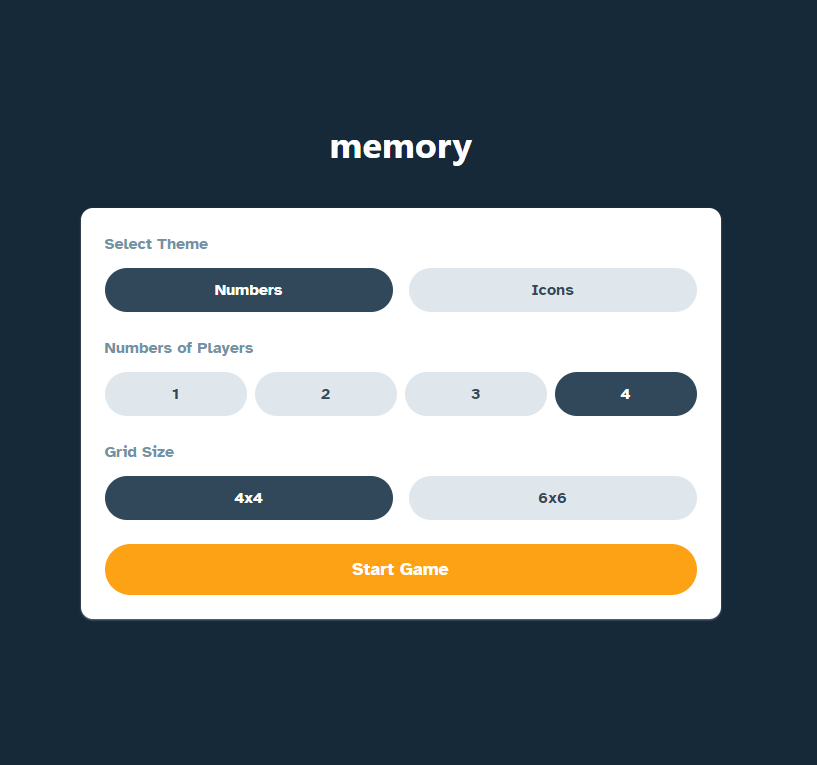 memory
Select Theme
Numbers Icons
Numbers of Players
1 2 3 4
Grid Size
4x4 6x6
Start Game